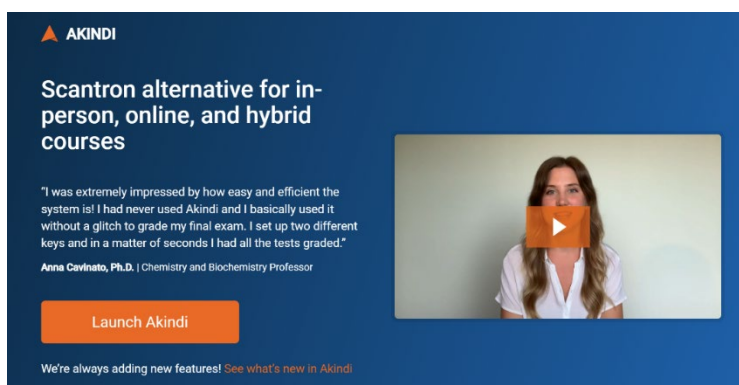 AKINDI
Scantron alternative for in-
person, online, and hybrid
courses
"I was extremely impressed by how easy and efficient the
system is! I had never used Akindi and I basically used it
without a glitch to grade my final exam. I set up two different
keys and in a matter of seconds I had all the tests graded."
Anna Cavinato, Ph.D. | Chemistry and Biochemistry Professor
Launch Akindi
We're always adding new features! See what's new in Akindi